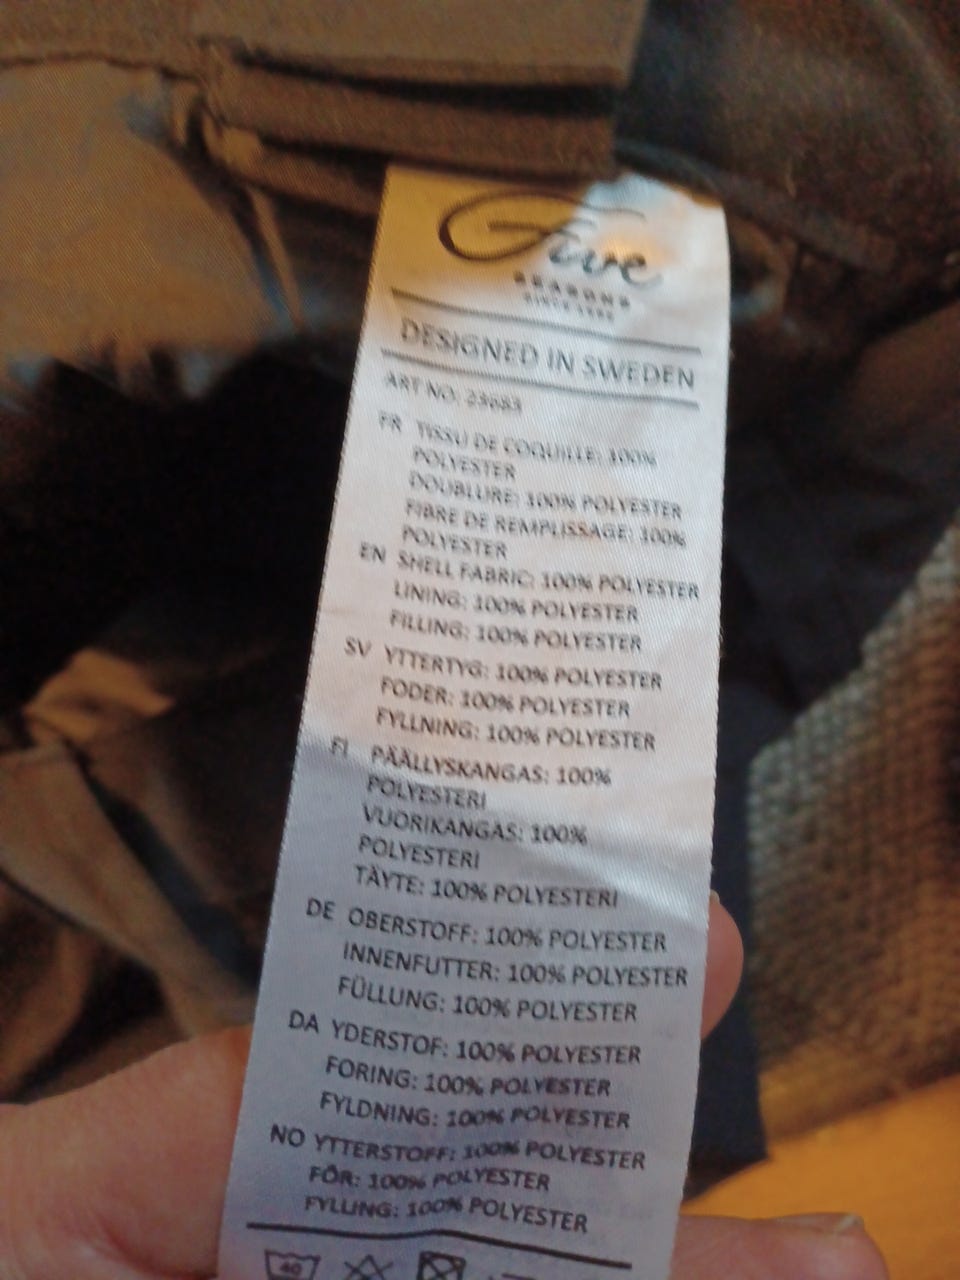 Five
SEASONS
DESIGNED IN SWEDEN
ART NO: 23683
FR TISSU DE COQUILLE: 100%
POLYESTER
DOUBLURE: 100% POLYESTER
FIBRE DE REMPLISSAGE: 100%
POLYESTER
EN SHELL FABRIC: 100% POLYESTER
LINING: 100% POLYESTER
FILLING: 100% POLYESTER
SV YTTERTYG: 100% POLYESTER
FODER: 100% POLYESTER
FYLLNING: 100% POLYESTER
FI PÄÄLLYSKANGAS: 100%
POLYESTERI
VUORIKANGAS: 100%
POLYESTERI
TÄYTE: 100% POLYESTERI
DE OBERSTOFF: 100% POLYESTER
INNENFUTTER: 100% POLYESTER
FÜLLUNG: 100% POLYESTER
DA YDERSTOF: 100% POLYESTER
FORING: 100% POLYESTER
FYLDNING: 100% POLYESTER
NO YTTERSTOFF: 100% POLYESTER
FÔR: 100% POLYESTER
FYLLING: 100% POLYESTER
40